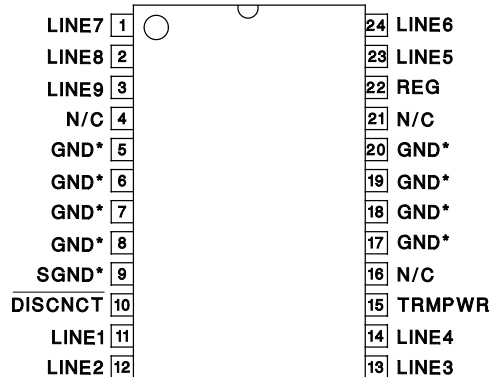 LINE7 1 24 LINE6
LINE8 2 23 LINE5
LINE9 3 22 REG
N/C 4 21 N/C
GND* 5 20 GND*
GND* 6 19 GND*
GND* 7 18 GND*
GND* 8 17 GND*
SGND* 9 16 N/C
DISCNCT 10 15 TRMPWR
LINE1 11 14 LINE4
LINE2 12 13 LINE3